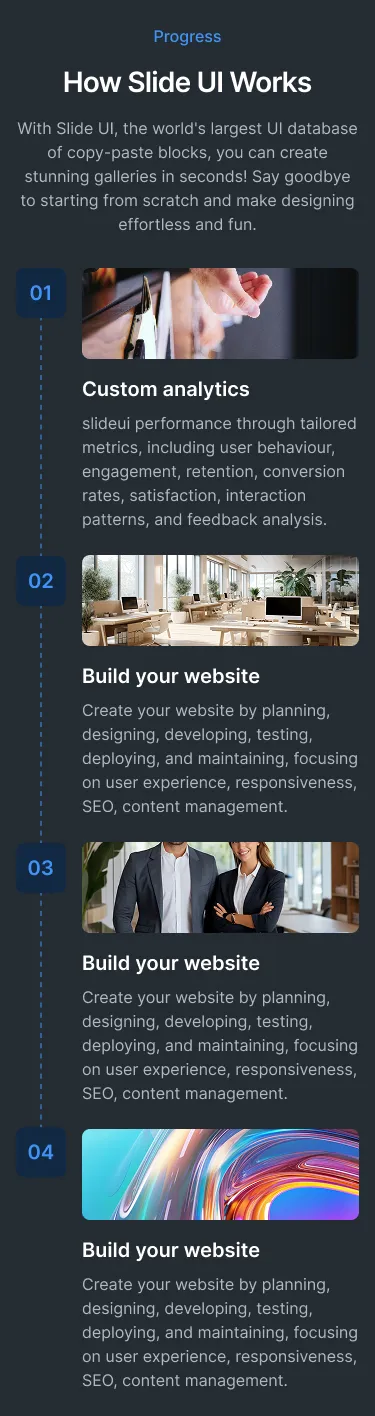 Progress
How Slide UI Works
With Slide UI, the world's largest UI database
of copy-paste blocks, you can create
stunning galleries in seconds! Say goodbye
to starting from scratch and make designing
effortless and fun.
01
Custom analytics
slideui performance through tailored
metrics, including user behaviour,
engagement, retention, conversion
rates, satisfaction, interaction
patterns, and feedback analysis.
02
Build your website
Create your website by planning,
designing, developing, testing,
deploying, and maintaining, focusing
on user experience, responsiveness,
SEO, content management.
03
Build your website
Create your website by planning,
designing, developing, testing,
deploying, and maintaining, focusing
on user experience, responsiveness,
SEO, content management.
04
Build your website
Create your website by planning,
designing, developing, testing,
deploying, and maintaining, focusing
on user experience, responsiveness,
SEO, content management.